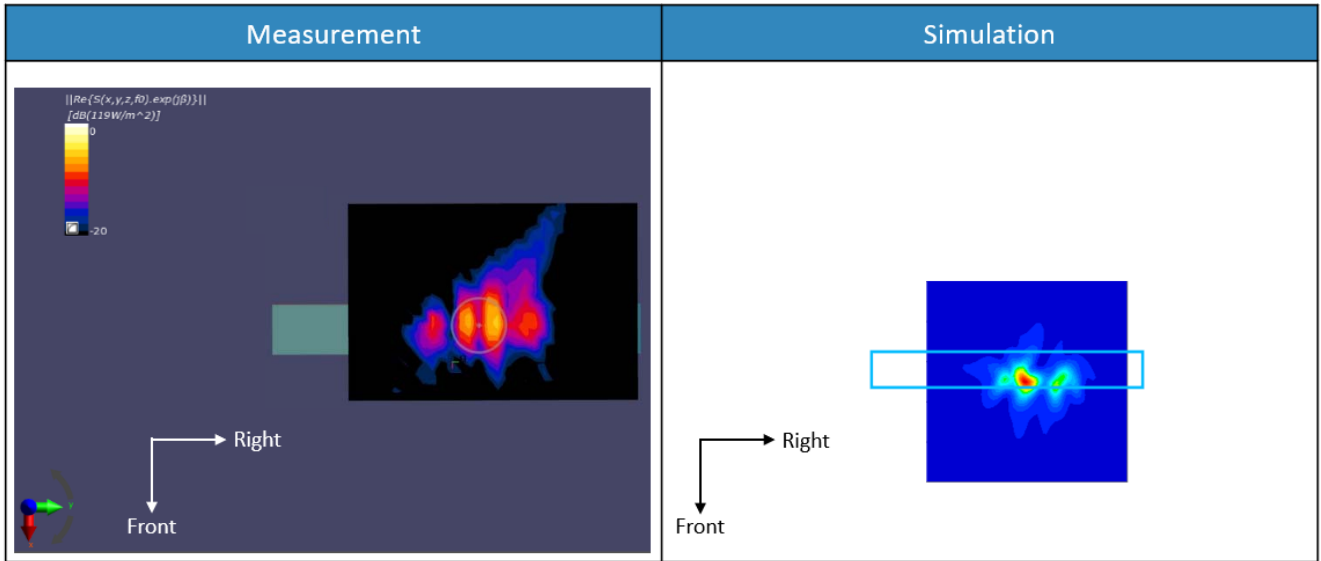 Measurement
Simulation
||Re{S(x,y,z,f0).exp(jβ)}||
[dB(119W/m^2)]
0
-20
Right
Front
y
x
Right
Front